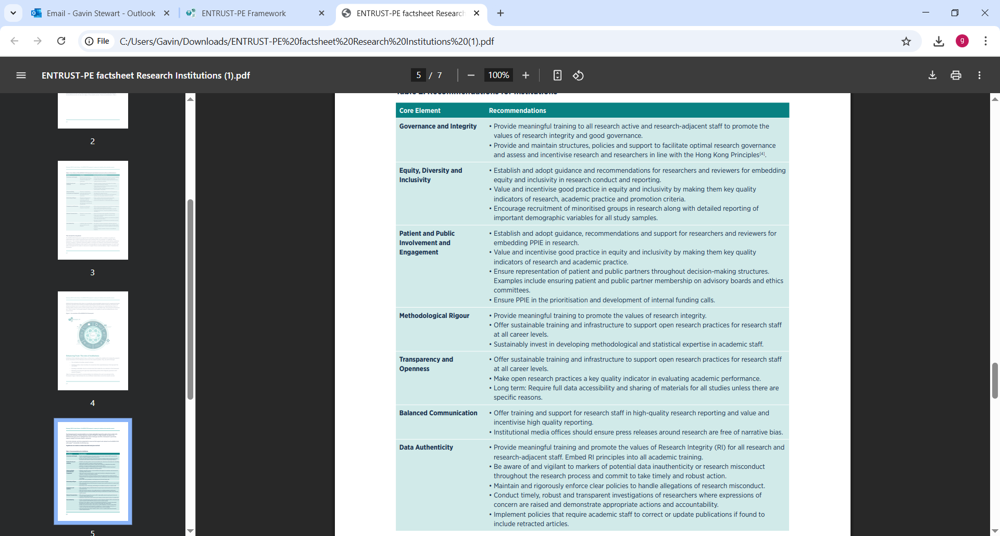 Email - Gavin Stewart - Outlook
ENTRUST-PE Framework
ENTRUST-PE factsheet Research
File
C:/Users/Gavin/Downloads/ENTRUST-PE%20factsheet%20Research%20Institutions%20(1).pdf
g
ENTRUST-PE factsheet Research Institutions (1).pdf
5 / 7
100%
2
3
4
5
Table 2: Recommendations for Institutions
Core Element Recommendations
Governance and Integrity
• Provide meaningful training to all research active and research-adjacent staff to promote the
values of research integrity and good governance.
• Provide and maintain structures, policies and support to facilitate optimal research governance
and assess and incentivise research and researchers in line with the Hong Kong Principles[4].
Equity, Diversity and
Inclusivity
• Establish and adopt guidance and recommendations for researchers and reviewers for embedding
equity and inclusivity in research conduct and reporting.
• Value and incentivise good practice in equity and inclusivity by making them key quality
indicators of research, academic practice and promotion criteria.
• Encourage recruitment of minoritised groups in research along with detailed reporting of
important demographic variables for all study samples.
Patient and Public
Involvement and
Engagement
• Establish and adopt guidance, recommendations and support for researchers and reviewers for
embedding PPIE in research.
• Value and incentivise good practice in equity and inclusivity by making them key quality
indicators of research and academic practice.
• Ensure representation of patient and public partners throughout decision-making structures.
Examples include ensuring patient and public partner membership on advisory boards and ethics
committees.
• Ensure PPIE in the prioritisation and development of internal funding calls.
Methodological Rigour
• Provide meaningful training to promote the values of research integrity.
• Offer sustainable training and infrastructure to support open research practices for research staff
at all career levels.
• Sustainably invest in developing methodological and statistical expertise in academic staff.
Transparency and
Openness
• Offer sustainable training and infrastructure to support open research practices for research staff
at all career levels.
• Make open research practices a key quality indicator in evaluating academic performance.
• Long term: Require full data accessibility and sharing of materials for all studies unless there are
specific reasons.
Balanced Communication
• Offer training and support for research staff in high-quality research reporting and value and
incentivise high quality reporting.
• Institutional media offices should ensure press releases around research are free of narrative bias.
Data Authenticity
• Provide meaningful training and promote the values of Research Integrity (RI) for all research and
research-adjacent staff. Embed RI principles into all academic training.
• Be aware of and vigilant to markers of potential data inauthenticity or research misconduct
throughout the research process and commit to take timely and robust action.
• Maintain and rigorously enforce clear policies to handle allegations of research misconduct.
• Conduct timely, robust and transparent investigations of researchers where expressions of
concern are raised and demonstrate appropriate actions and accountability.
• Implement policies that require academic staff to correct or update publications if found to
include retracted articles.